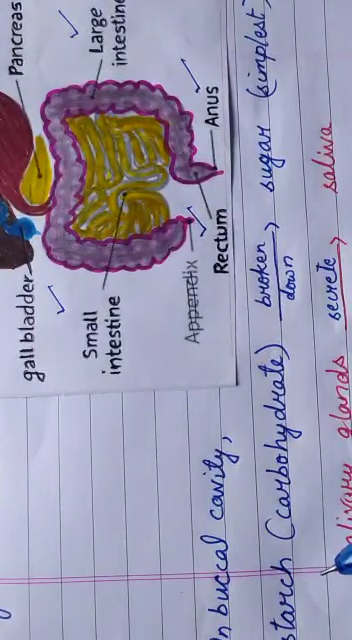 gall bladder
Pancreas
Small
intestine
Large
intestine
Appendix
Rectum
Anus
In buccal cavity,
starch (carbohydrate) broken down → sugar (simplest)
alivary glands secrete → saliva